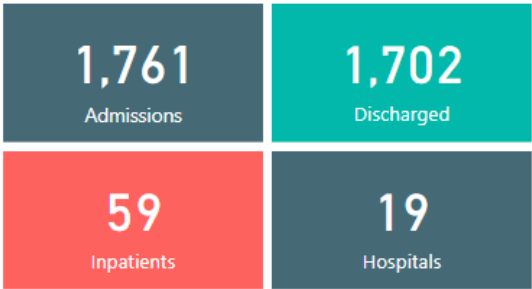 1,761
Admissions
1,702
Discharged
59
Inpatients
19
Hospitals